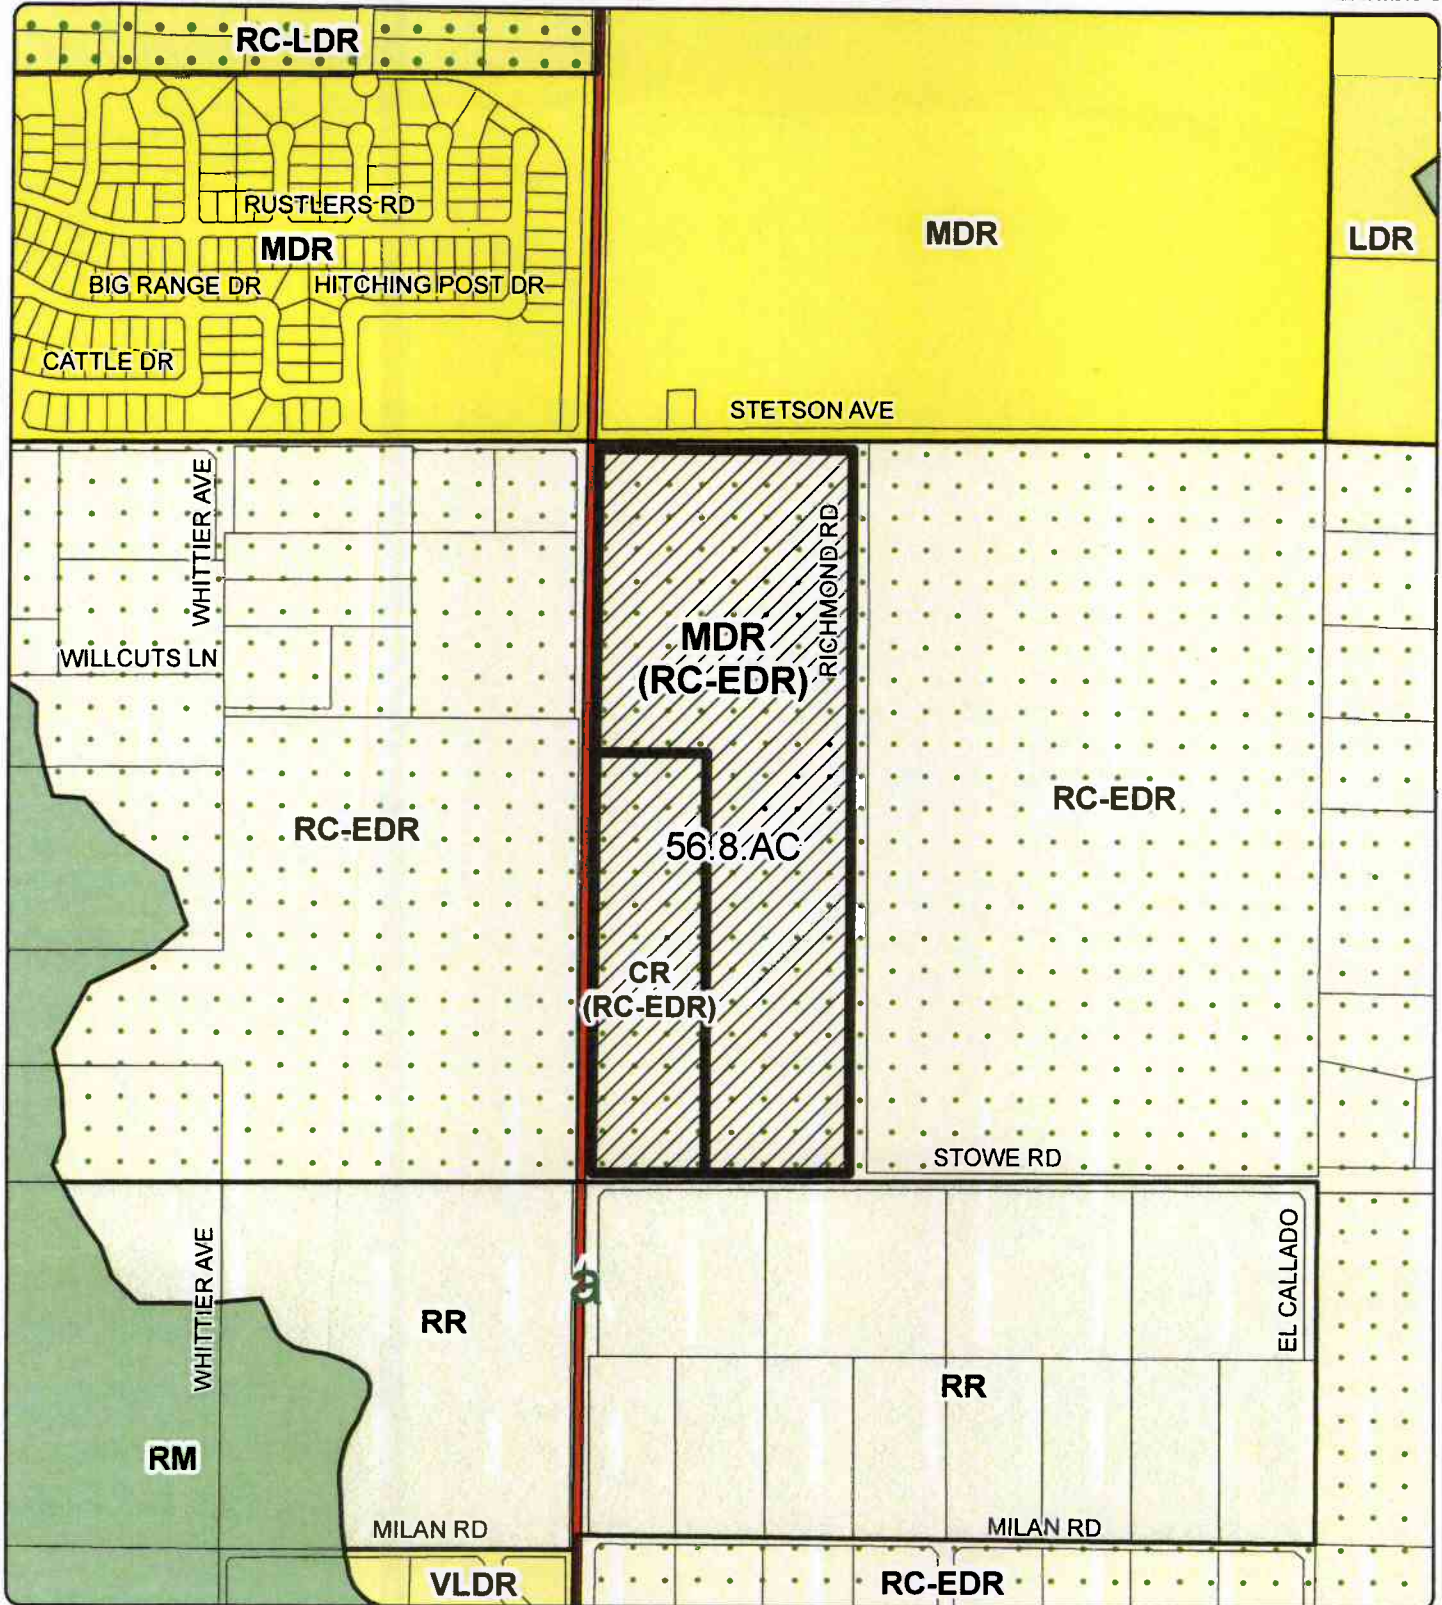 RC-LDR
RUSTLERS RD
MDR
BIG RANGE DR
HITCHING POST DR
CATTLE DR
MDR
LDR
STETSON AVE
WHITTIER AVE
WILLCUTS LN
RICHMOND RD
MDR
(RC-EDR)
RC-EDR
56.8 AC
RC-EDR
CR
(RC-EDR)
STOWE RD
WHITTIER AVE
a
EL CALLADO
RR
RR
RM
MILAN RD
MILAN RD
VLDR
RC-EDR